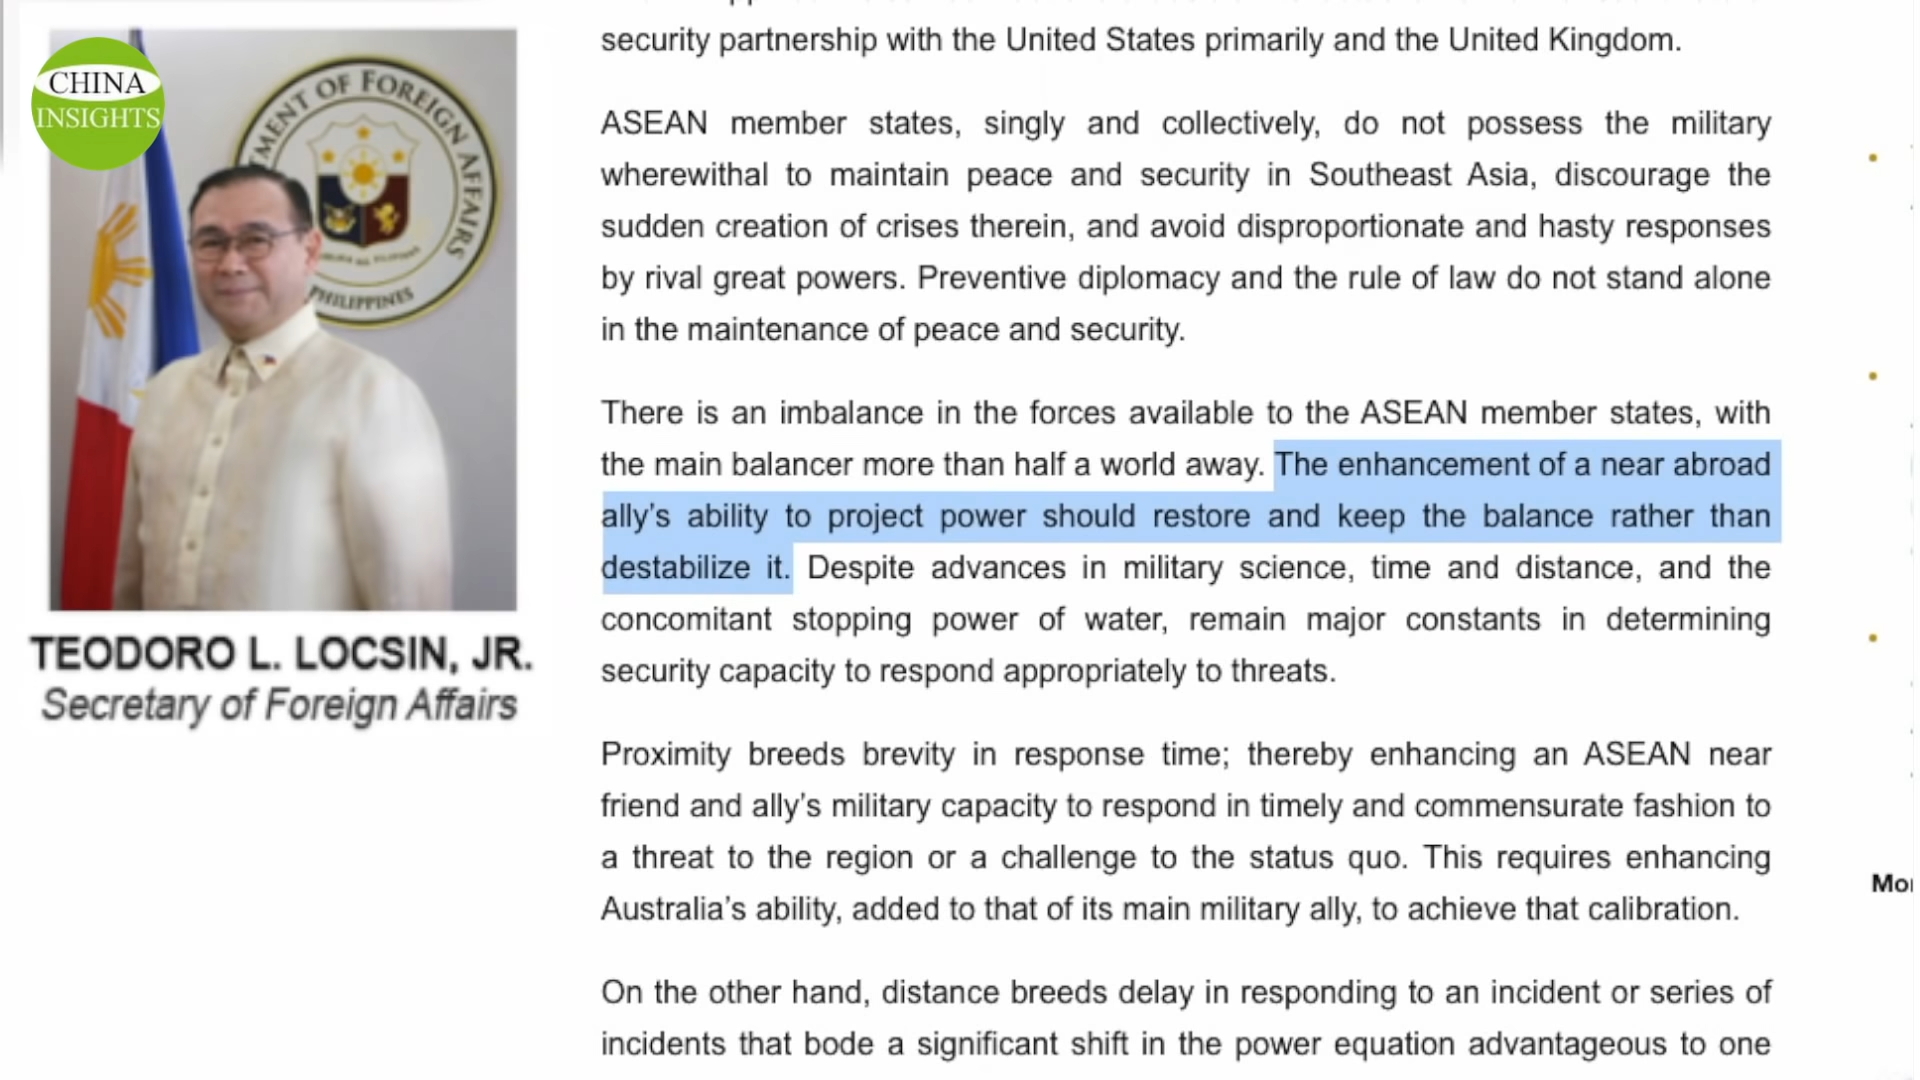 CHINA
INSIGHTS
MENT OF FOREIGN AFFAIRS
PHILIPPINES
TEODORO L. LOCSIN, JR.
Secretary of Foreign Affairs
security partnership with the United States primarily and the United Kingdom.
ASEAN member states, singly and collectively, do not possess the military
wherewithal to maintain peace and security in Southeast Asia, discourage the
sudden creation of crises therein, and avoid disproportionate and hasty responses
by rival great powers. Preventive diplomacy and the rule of law do not stand alone
in the maintenance of peace and security.
There is an imbalance in the forces available to the ASEAN member states, with
the main balancer more than half a world away. The enhancement of a near abroad
ally's ability to project power should restore and keep the balance rather than
destabilize it. Despite advances in military science, time and distance, and the
concomitant stopping power of water, remain major constants in determining
security capacity to respond appropriately to threats.
Proximity breeds brevity in response time; thereby enhancing an ASEAN near
friend and ally's military capacity to respond in timely and commensurate fashion to
a threat to the region or a challenge to the status quo. This requires enhancing
Australia's ability, added to that of its main military ally, to achieve that calibration.
On the other hand, distance breeds delay in responding to an incident or series of
incidents that bode a significant shift in the power equation advantageous to one